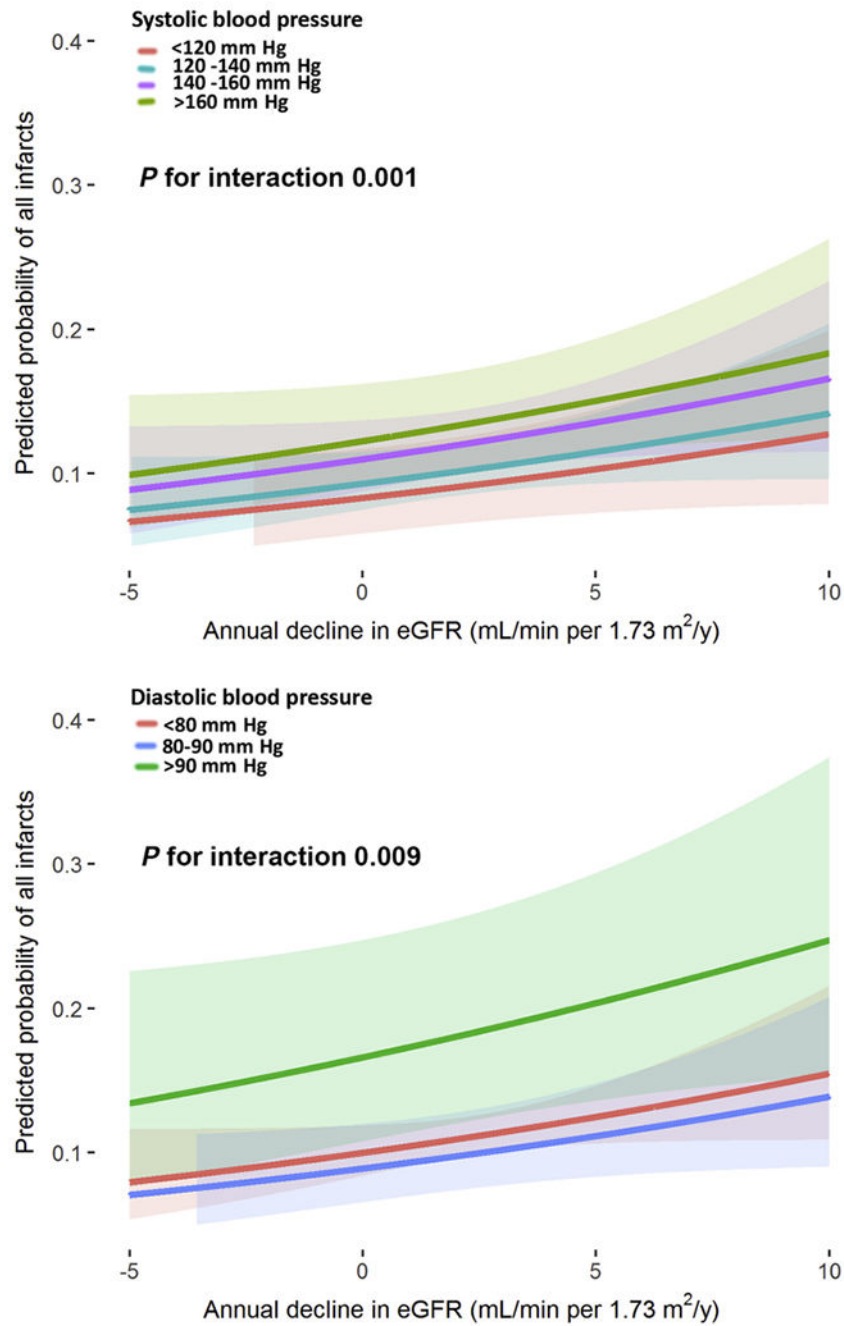 Systolic blood pressure
<120 mm Hg
120 -140 mm Hg
140 -160 mm Hg
>160 mm Hg
P for interaction 0.001
Predicted probability of all infarcts
0.4
0.3
0.2
0.1
-5 0 5 10
Annual decline in eGFR (mL/min per 1.73 m²/y)
Diastolic blood pressure
<80 mm Hg
80-90 mm Hg
>90 mm Hg
P for interaction 0.009
Predicted probability of all infarcts
0.4
0.3
0.2
0.1
-5 0 5 10
Annual decline in eGFR (mL/min per 1.73 m²/y)